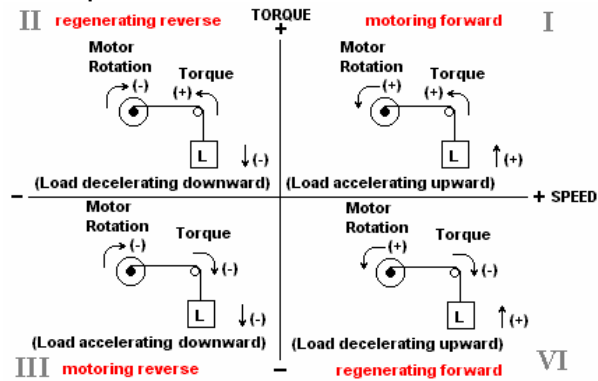 II regenerating reverse TORQUE motoring forward I
+
Motor
Rotation
(-)
Torque
(+)
L
(-)
(Load decelerating downward)
Motor
Rotation
(+)
Torque
(+)
L
(+)
(Load accelerating upward)
- + SPEED
Motor
Rotation
(-)
Torque
(-)
L
(-)
(Load accelerating downward)
Motor
Rotation
(+)
Torque
(-)
L
(+)
(Load decelerating upward)
III motoring reverse - regenerating forward VI